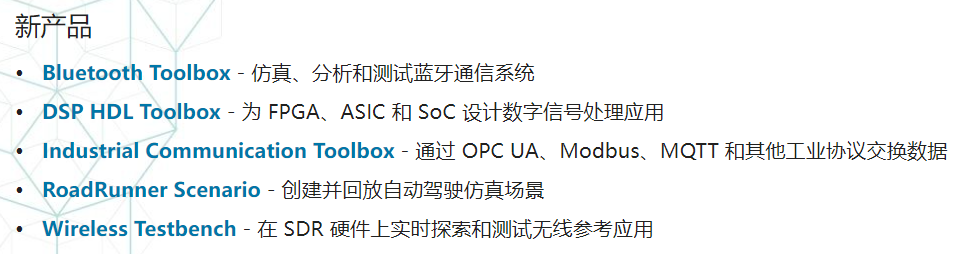 新产品
• Bluetooth Toolbox - 仿真、分析和测试蓝牙通信系统
• DSP HDL Toolbox - 为 FPGA、ASIC 和 SoC 设计数字信号处理应用
• Industrial Communication Toolbox - 通过 OPC UA、Modbus、MQTT 和其他工业协议交换数据
• RoadRunner Scenario - 创建并回放自动驾驶仿真场景
• Wireless Testbench - 在 SDR 硬件上实时探索和测试无线参考应用